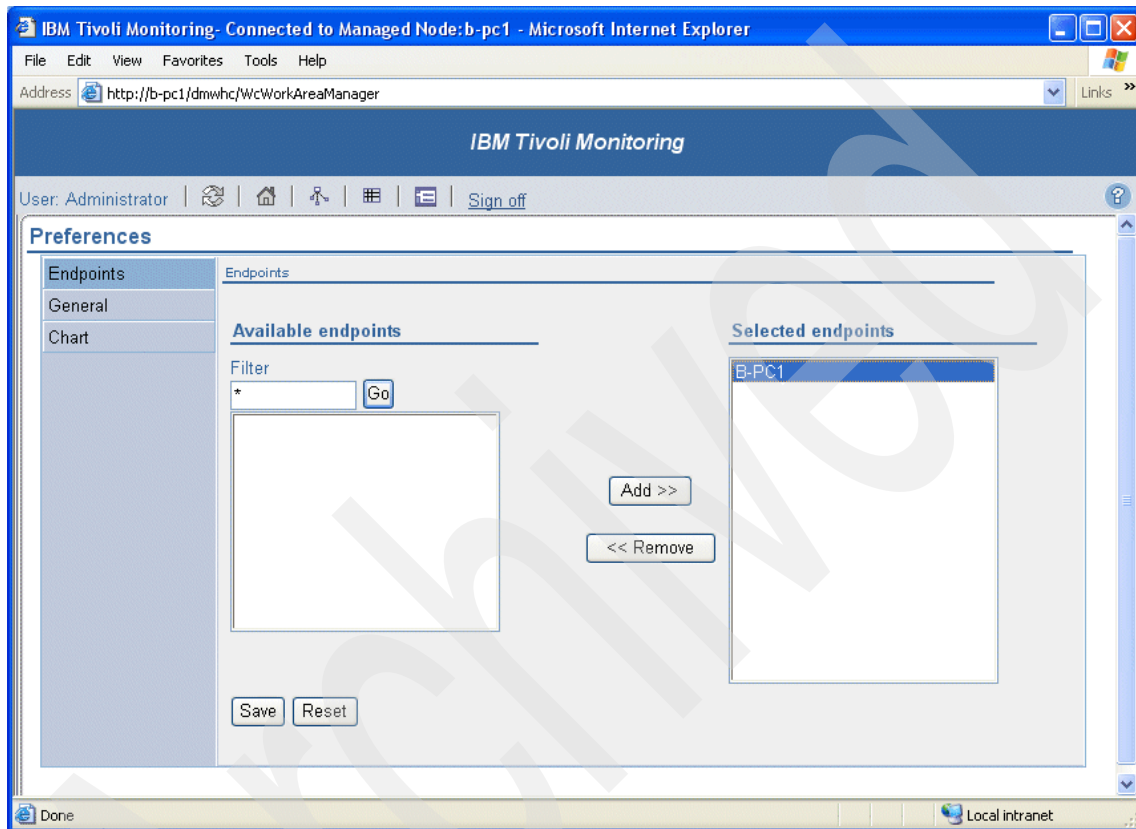 IBM Tivoli Monitoring- Connected to Managed Node:b-pc1 - Microsoft Internet Explorer
File Edit View Favorites Tools Help
Address http://b-pc1/dmwhc/WcWorkAreaManager Links »
IBM Tivoli Monitoring
User: Administrator Sign off ?
Preferences
Endpoints
General
Chart
Endpoints
Available endpoints
Filter
* Go
Add >>
<< Remove
Selected endpoints
B-PC1
Save Reset
Done Local intranet
Archived